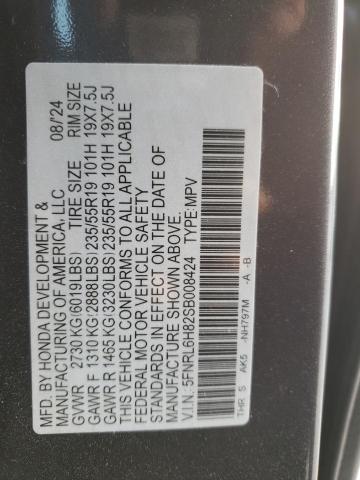 MFD. BY HONDA DEVELOPMENT & 08/'24
MANUFACTURING OF AMERICA, LLC
GVWR 2730 KG(6019LBS) TIRE SIZE RIM SIZE
GAWR F 1310 KG(2888LBS) 235/55R19 101H 19X7.5J
GAWR R 1465 KG(3230LBS) 235/55R19 101H 19X7.5J
THIS VEHICLE CONFORMS TO ALL APPLICABLE
FEDERAL MOTOR VEHICLE SAFETY
STANDARDS IN EFFECT ON THE DATE OF
MANUFACTURE SHOWN ABOVE.
V.I.N.: 5FNRL6H82SB008424 TYPE:MPV
THR S AK5 -NH797M -A -B